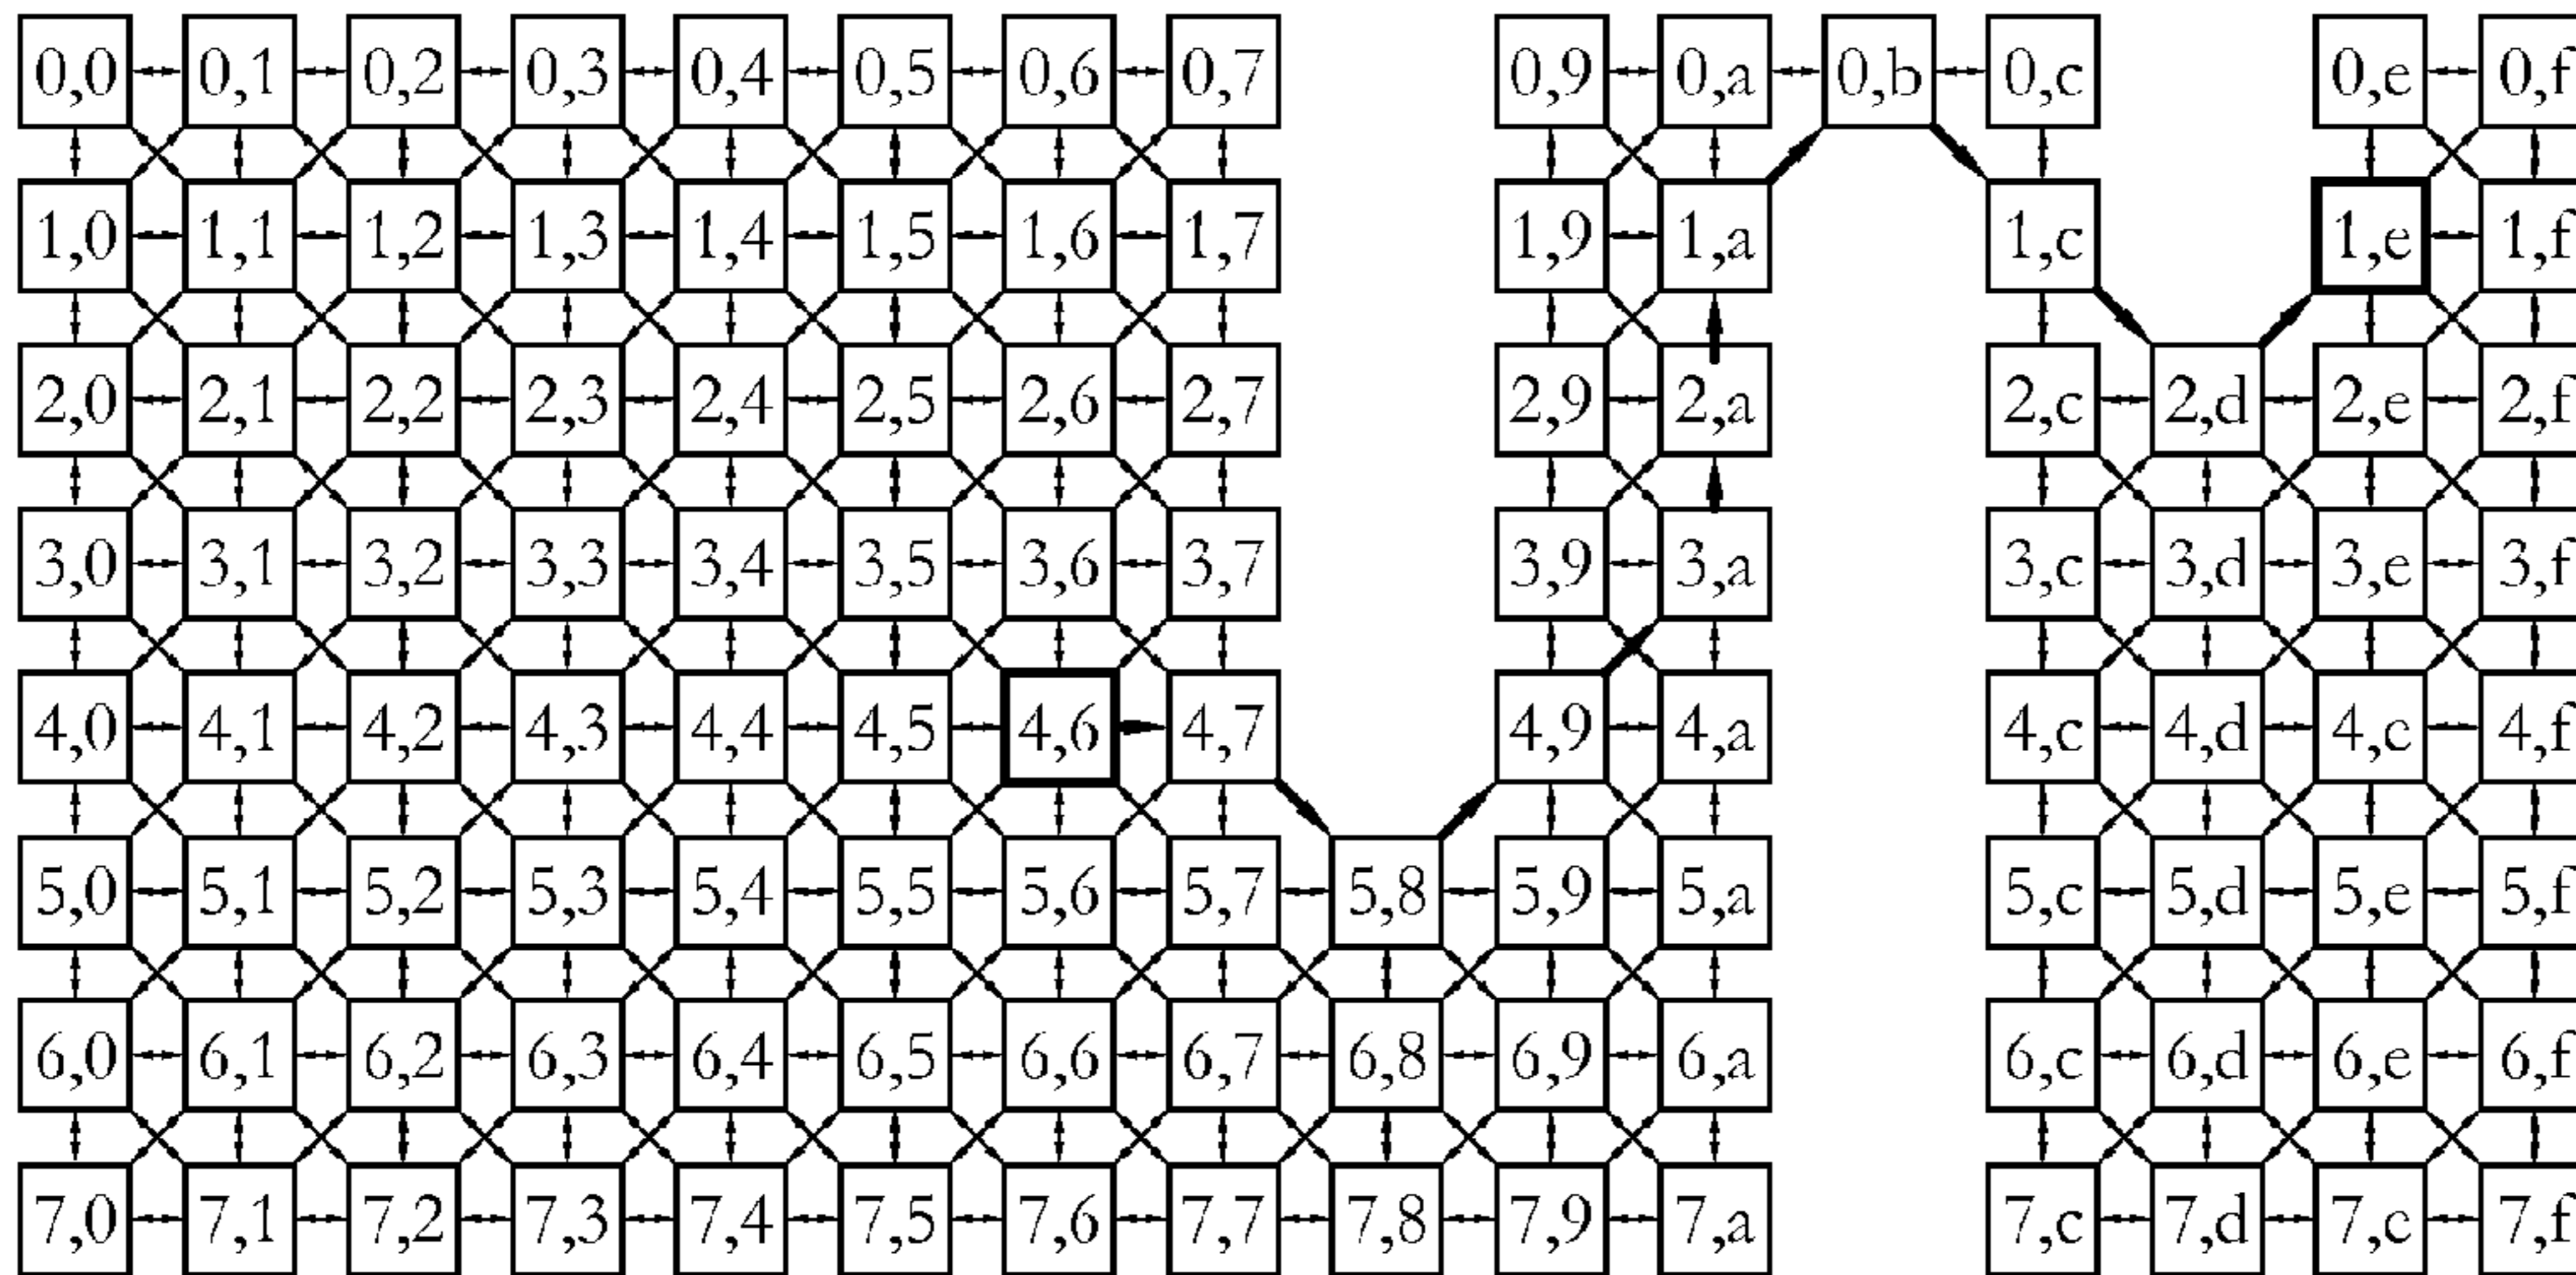 0,0 0,1 0,2 0,3 0,4 0,5 0,6 0,7 0,9 0,a 0,b 0,c 0,e 0,f
1,0 1,1 1,2 1,3 1,4 1,5 1,6 1,7 1,9 1,a 1,c 1,e 1,f
2,0 2,1 2,2 2,3 2,4 2,5 2,6 2,7 2,9 2,a 2,c 2,d 2,e 2,f
3,0 3,1 3,2 3,3 3,4 3,5 3,6 3,7 3,9 3,a 3,c 3,d 3,e 3,f
4,0 4,1 4,2 4,3 4,4 4,5 4,6 4,7 4,9 4,a 4,c 4,d 4,c 4,f
5,0 5,1 5,2 5,3 5,4 5,5 5,6 5,7 5,8 5,9 5,a 5,c 5,d 5,e 5,f
6,0 6,1 6,2 6,3 6,4 6,5 6,6 6,7 6,8 6,9 6,a 6,c 6,d 6,e 6,f
7,0 7,1 7,2 7,3 7,4 7,5 7,6 7,7 7,8 7,9 7,a 7,c 7,d 7,c 7,f